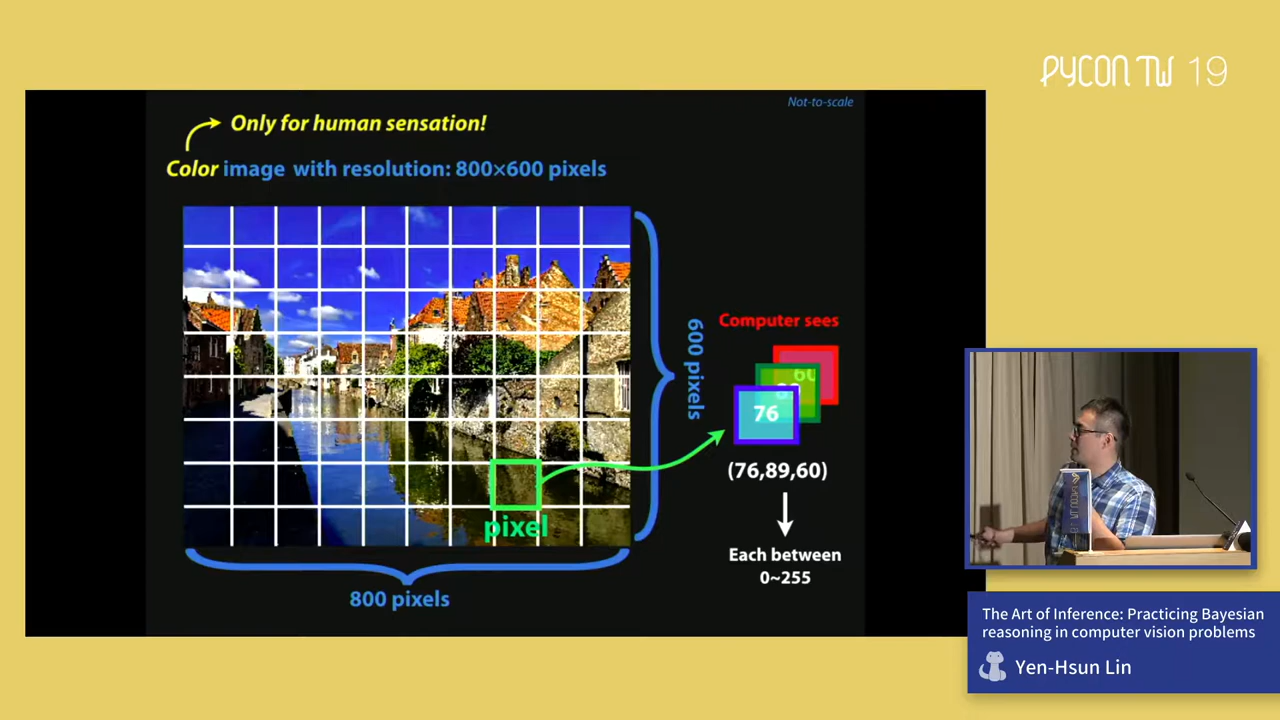 PYCON TW 19
Not-to-scale
Only for human sensation!
Color image with resolution: 800×600 pixels
600 pixels
Computer sees
60
89
76
(76,89,60)
pixel
Each between
0~255
800 pixels
The Art of Inference: Practicing Bayesian
reasoning in computer vision problems
Yen-Hsun Lin